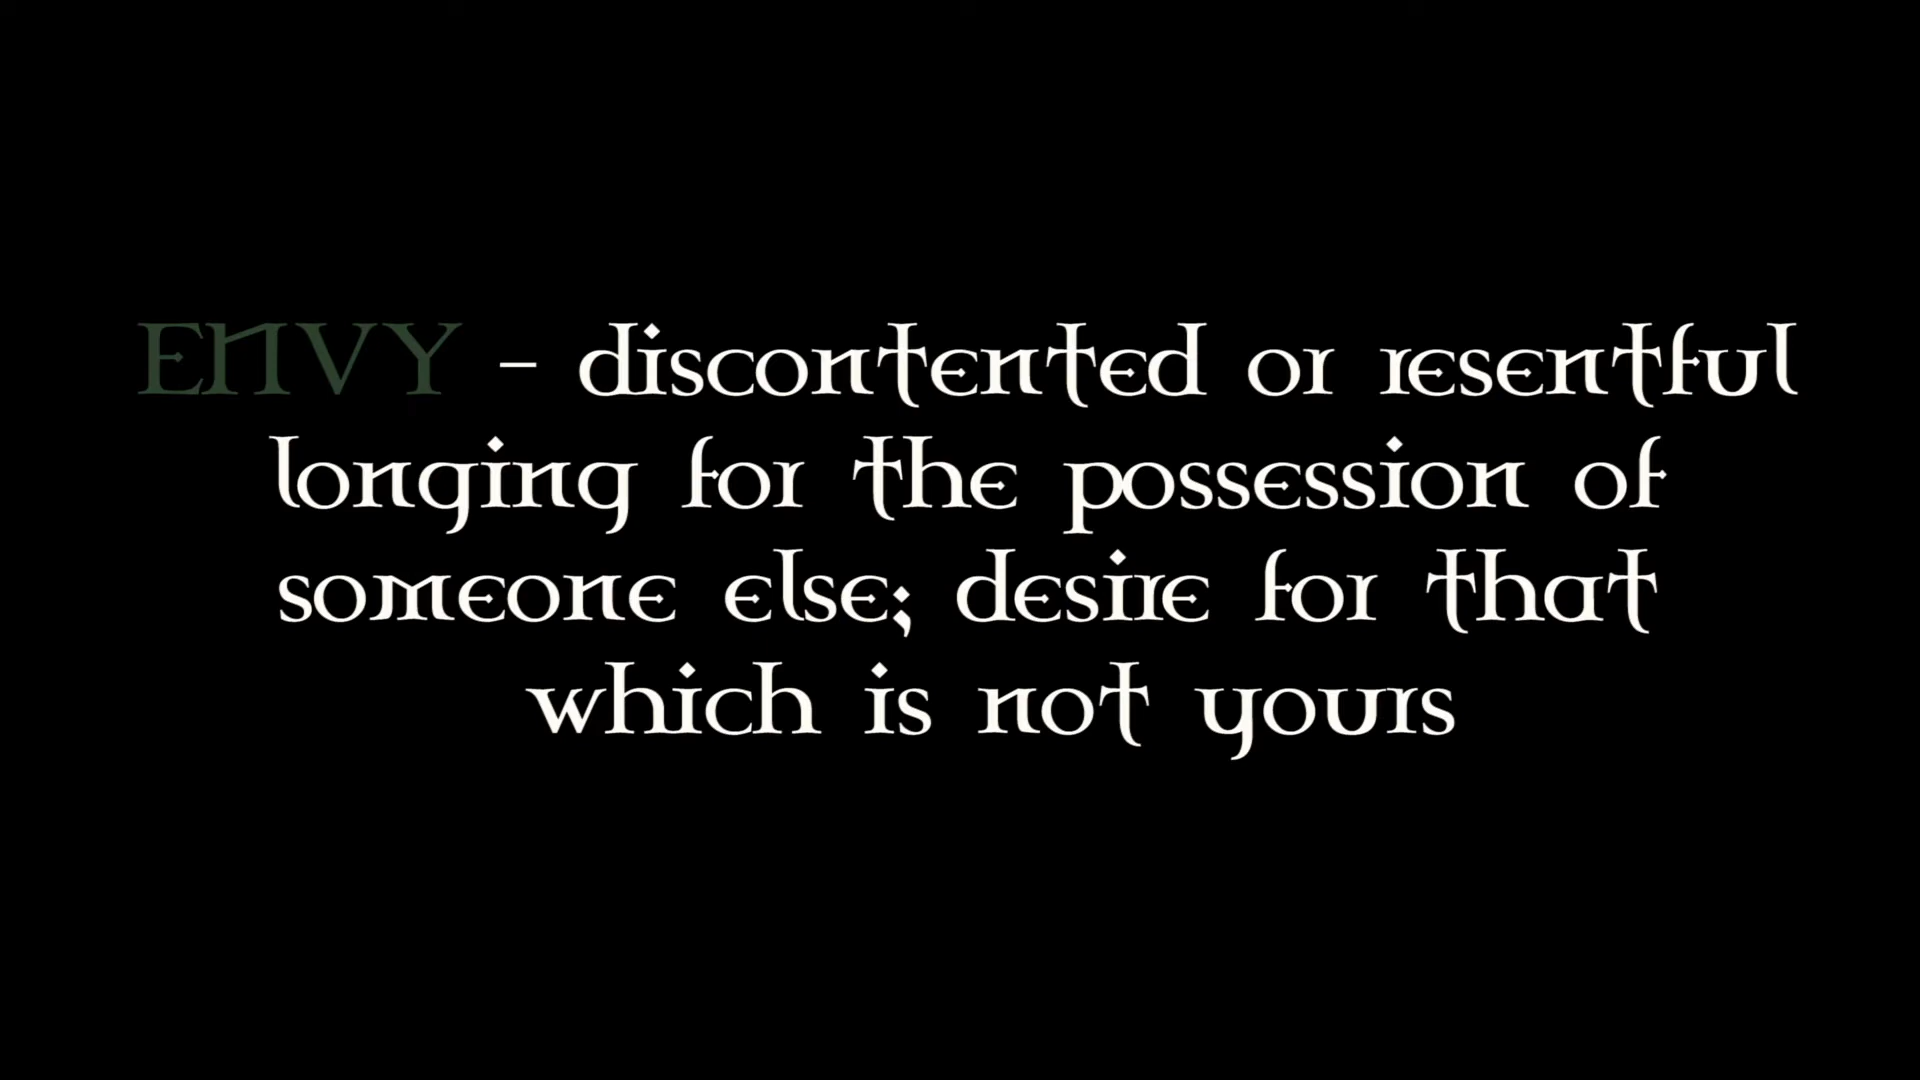 ENVY - discontented or resentful
longing for the possession of
someone else; desire for that
which is not yours